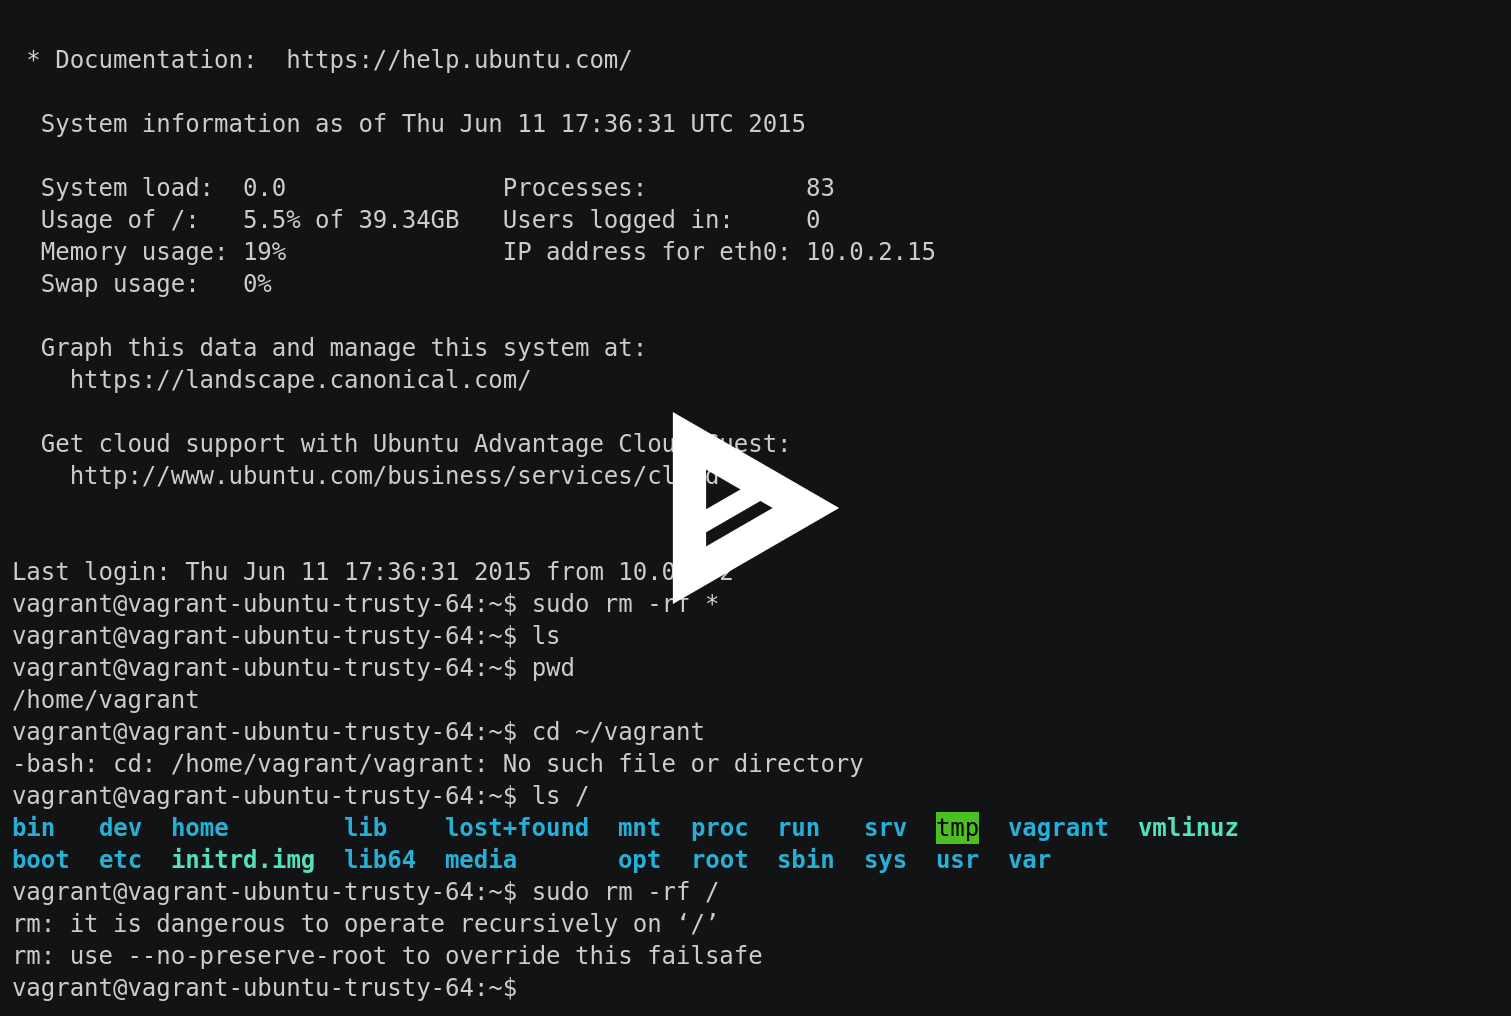 * Documentation:  https://help.ubuntu.com/
System information as of Thu Jun 11 17:36:31 UTC 2015
System load:  0.0               Processes:           83
Usage of /:   5.5% of 39.34GB   Users logged in:     0
Memory usage: 19%               IP address for eth0: 10.0.2.15
Swap usage:   0%
Graph this data and manage this system at:
https://landscape.canonical.com/
Get cloud support with Ubuntu Advantage Cloud Guest:
http://www.ubuntu.com/business/services/cloud
Last login: Thu Jun 11 17:36:31 2015 from
vagrant@vagrant-ubuntu-trusty-64:~$ sudo rm -rf *
vagrant@vagrant-ubuntu-trusty-64:~$ ls
vagrant@vagrant-ubuntu-trusty-64:~$ pwd
/home/vagrant
vagrant@vagrant-ubuntu-trusty-64:~$ cd ~/vagrant
-bash: cd: /home/vagrant/vagrant: No such file or directory
vagrant@vagrant-ubuntu-trusty-64:~$ ls /
bin   dev  home        lib    lost+found  mnt  proc  run   srv  tmp  vagrant  vmlinuz
boot  etc  initrd.img  lib64  media       opt  root  sbin  sys  usr  var
vagrant@vagrant-ubuntu-trusty-64:~$ sudo rm -rf /
rm: it is dangerous to operate recursively on ‘/’
rm: use --no-preserve-root to override this failsafe
vagrant@vagrant-ubuntu-trusty-64:~$